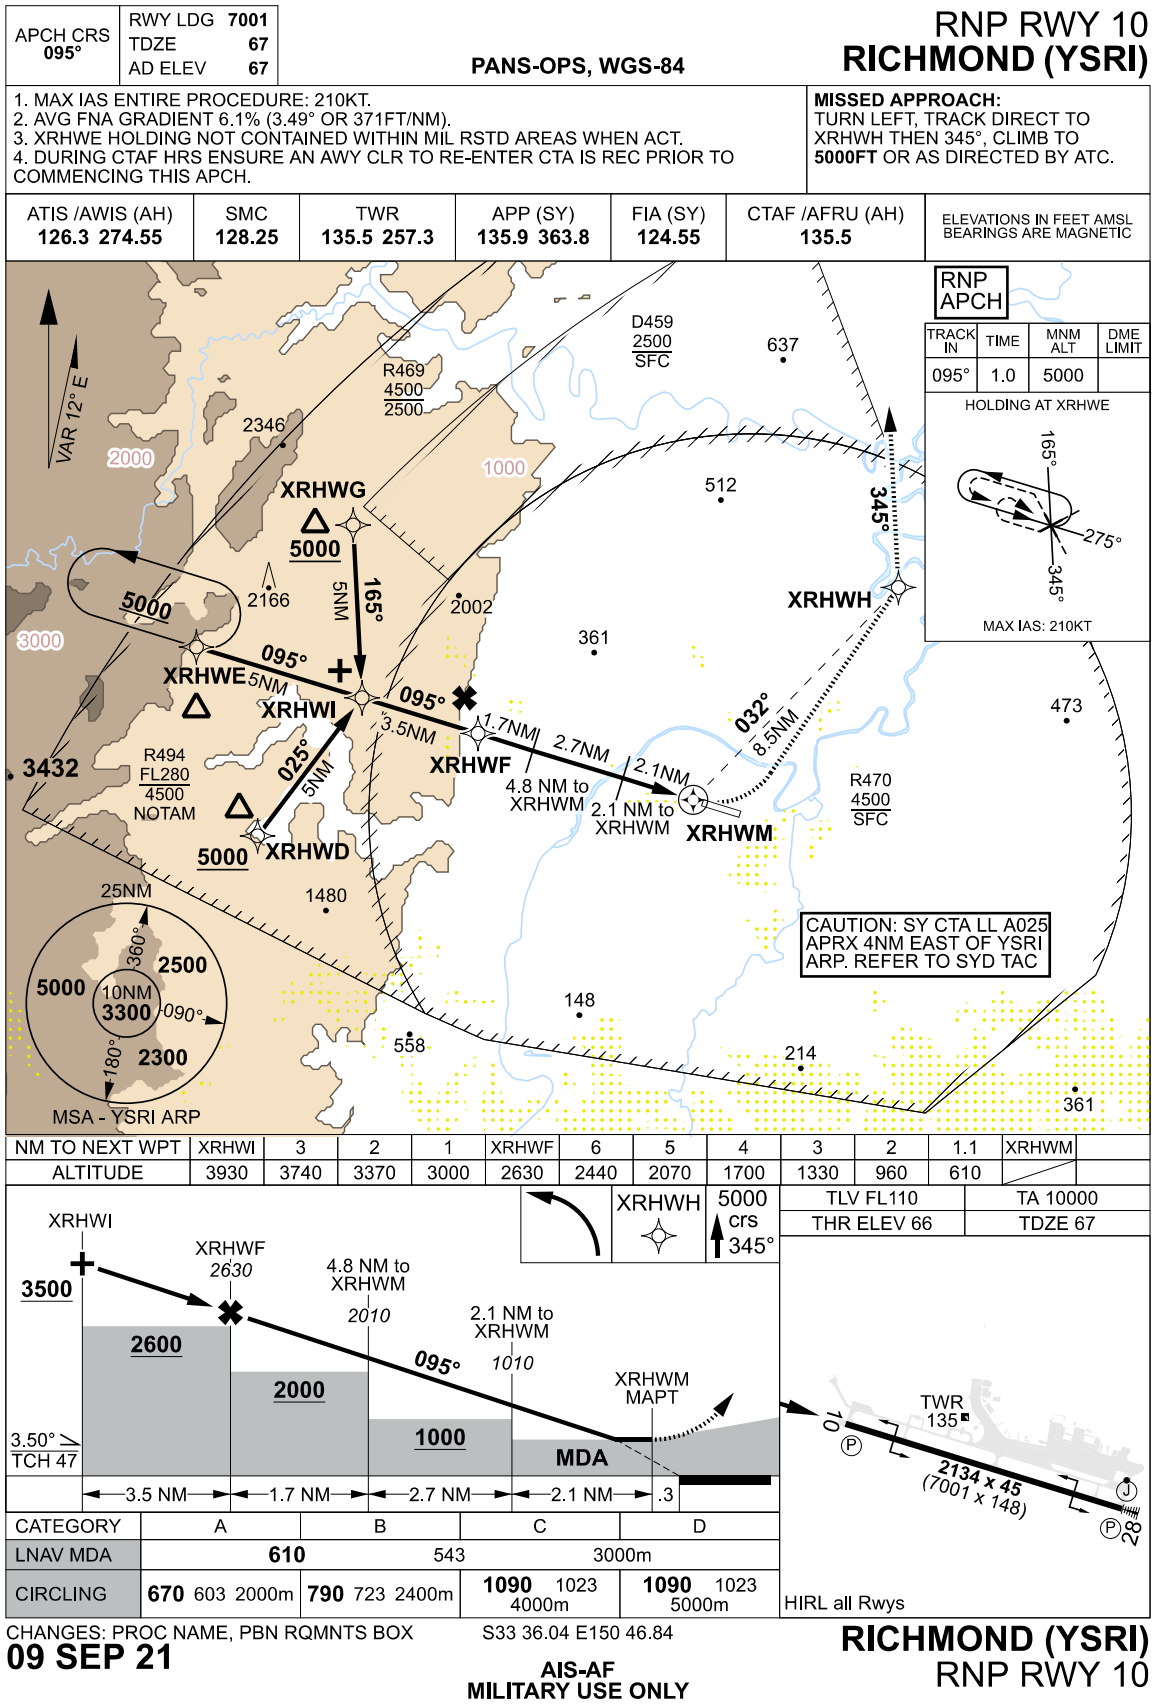 APCH CRS
095°
RWY LDG 7001
TDZE 67
AD ELEV 67
PANS-OPS, WGS-84
RNP RWY 10
RICHMOND (YSRI)
1. MAX IAS ENTIRE PROCEDURE: 210KT.
2. AVG FNA GRADIENT 6.1% (3.49° OR 371FT/NM).
3. XRHWE HOLDING NOT CONTAINED WITHIN MIL RSTD AREAS WHEN ACT.
4. DURING CTAF HRS ENSURE AN AWY CLR TO RE-ENTER CTA IS REC PRIOR TO
COMMENCING THIS APCH.
MISSED APPROACH:
TURN LEFT, TRACK DIRECT TO
XRHWH THEN 345°, CLIMB TO
5000FT OR AS DIRECTED BY ATC.
ATIS /AWIS (AH)
126.3 274.55
SMC
128.25
TWR
135.5 257.3
APP (SY)
135.9 363.8
FIA (SY)
124.55
CTAF /AFRU (AH)
135.5
ELEVATIONS IN FEET AMSL
BEARINGS ARE MAGNETIC
RNP
APCH
TRACK IN
TIME
MNM ALT
DME LIMIT
095° 1.0 5000
HOLDING AT XRHWE
165°
275°
345°
MAX IAS: 210KT
VAR 12° E
2000
1000
3000
D459
2500
SFC
637
R469
4500
2500
2346
512
XRHWG
5000
345°
165°
5NM
2166
2002
5000
XRHWH
361
XRHWE
095°
5NM
XRHWI
095°
3.5NM
XRHWF
1.7NM
2.7NM
2.1NM
4.8 NM to
XRHWM
2.1 NM to
XRHWM
032°
8.5NM
473
3432
R494
FL280
4500
NOTAM
025°
5NM
R470
4500
SFC
XRHWM
5000
XRHWD
1480
25NM
360°
2500
5000
10NM
3300
090°
180°
2300
MSA - YSRI ARP
CAUTION: SY CTA LL A025
APRX 4NM EAST OF YSRI
ARP. REFER TO SYD TAC
148
558
214
361
NM TO NEXT WPT XRHWI 3 2 1 XRHWF 6 5 4 3 2 1.1 XRHWM
ALTITUDE 3930 3740 3370 3000 2630 2440 2070 1700 1330 960 610
XRHWH
5000
crs
345°
TLV FL110
TA 10000
THR ELEV 66
TDZE 67
XRHWI
3500
XRHWF
2630
4.8 NM to
XRHWM
2010
2.1 NM to
XRHWM
1010
XRHWM
MAPT
095°
2600
2000
1000
MDA
3.50°
TCH 47
3.5 NM 1.7 NM 2.7 NM 2.1 NM .3
TWR
135
10
P
2134 x 45
(7001 x 148)
J
P
28
HIRL all Rwys
CATEGORY A B C D
LNAV MDA 610 543 3000m
CIRCLING
670 603 2000m
790 723 2400m
1090 1023
4000m
1090 1023
5000m
CHANGES: PROC NAME, PBN RQMNTS BOX
S33 36.04 E150 46.84
09 SEP 21
AIS-AF
MILITARY USE ONLY
RICHMOND (YSRI)
RNP RWY 10